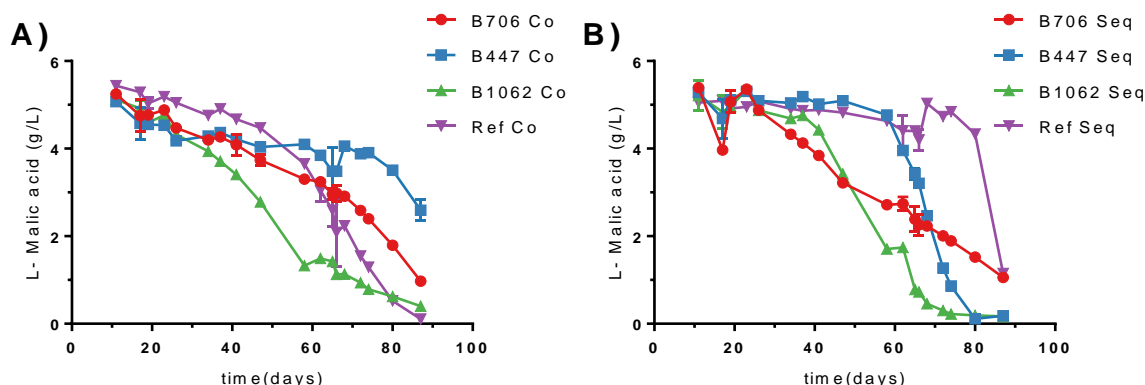 A)
B706 Co
B447 Co
B1062 Co
Ref Co
6
4
2
0
0 20 40 60 80 100
L- Malic acid (g/L)
time(days)
B)
B706 Seq
B447 Seq
B1062 Seq
Ref Seq
6
4
2
0
0 20 40 60 80 100
L- Malic acid (g/L)
time(days)